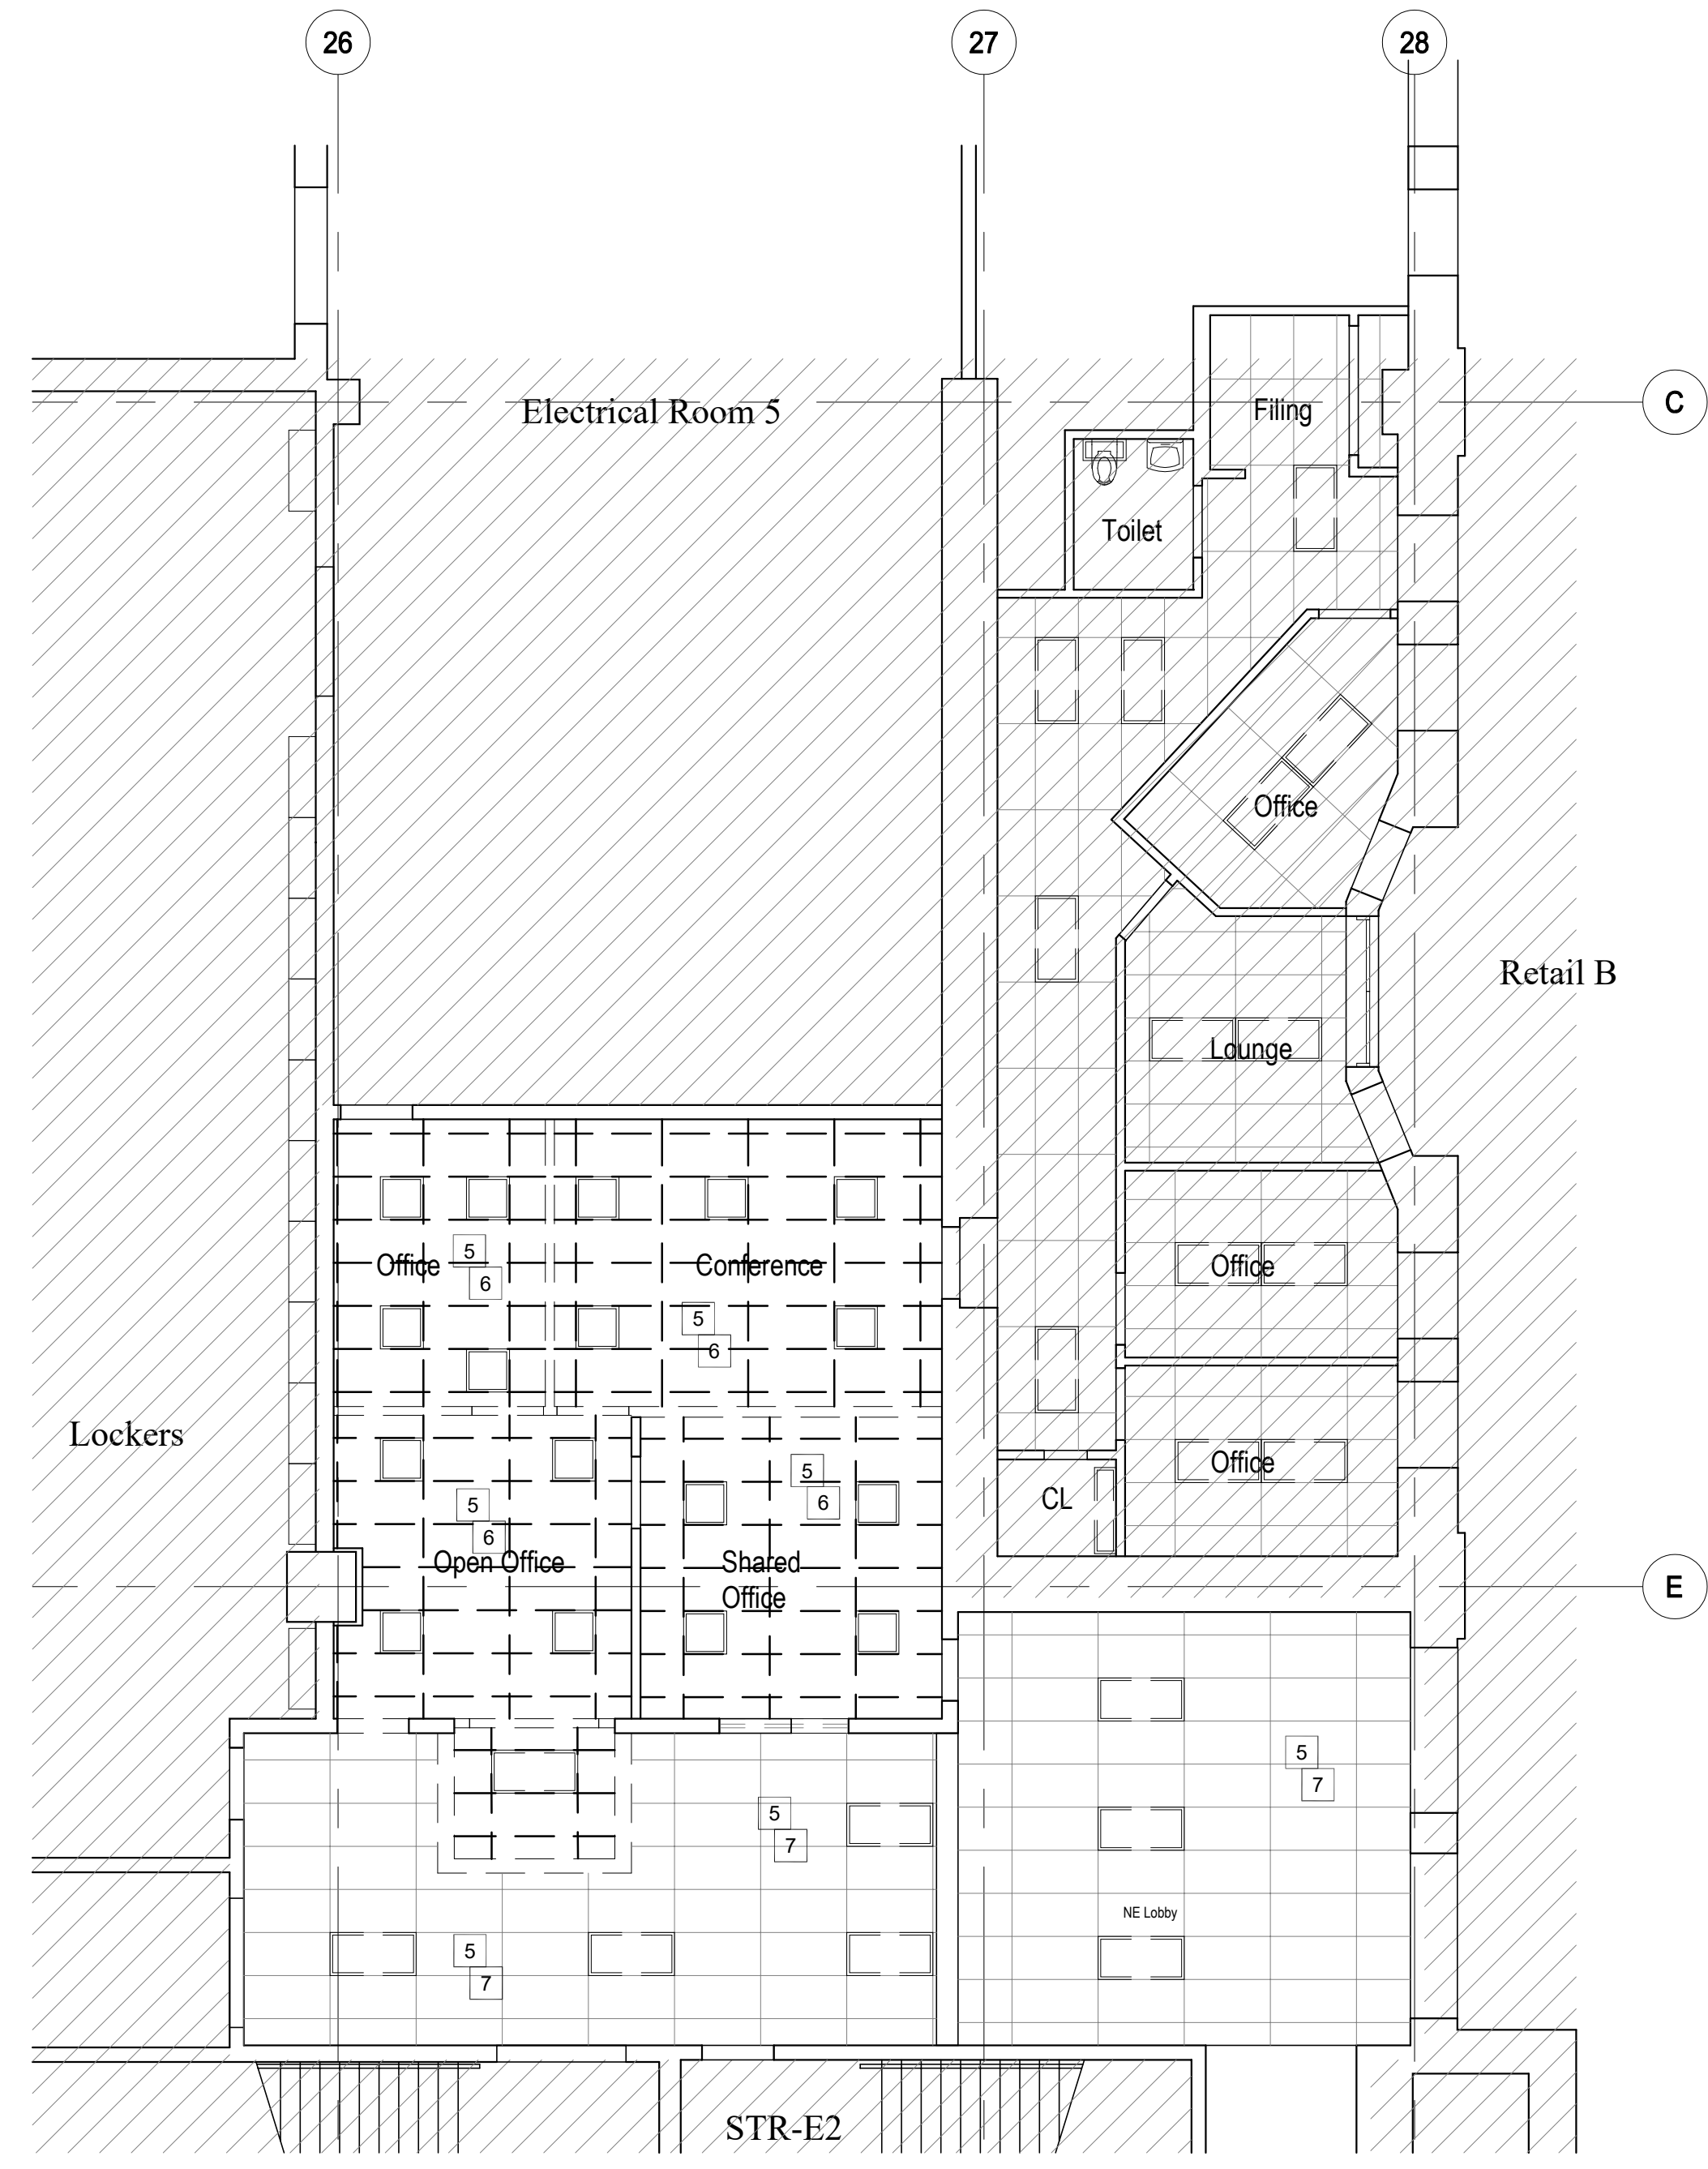 26
27
28
Electrical Room 5
Filing
C
Toilet
Office
Retail B
Lounge
Office
5
6
Conference
5
6
Office
Lockers
Office
5
6
5
6
CL
Open Office
Shared
Office
E
5
7
5
7
NE Lobby
5
7
STR-E2